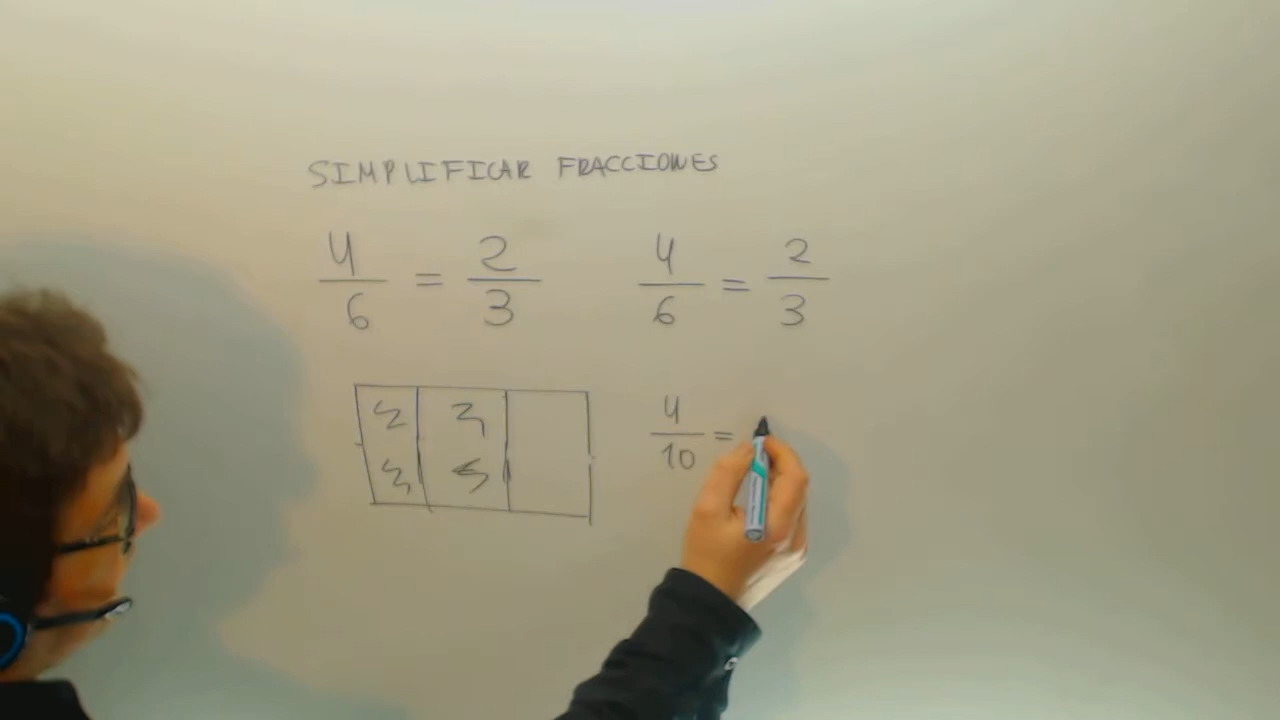 SIMPLIFICAR FRACCIONES
4/6 = 2/3
4/6 = 2/3
4/10 =